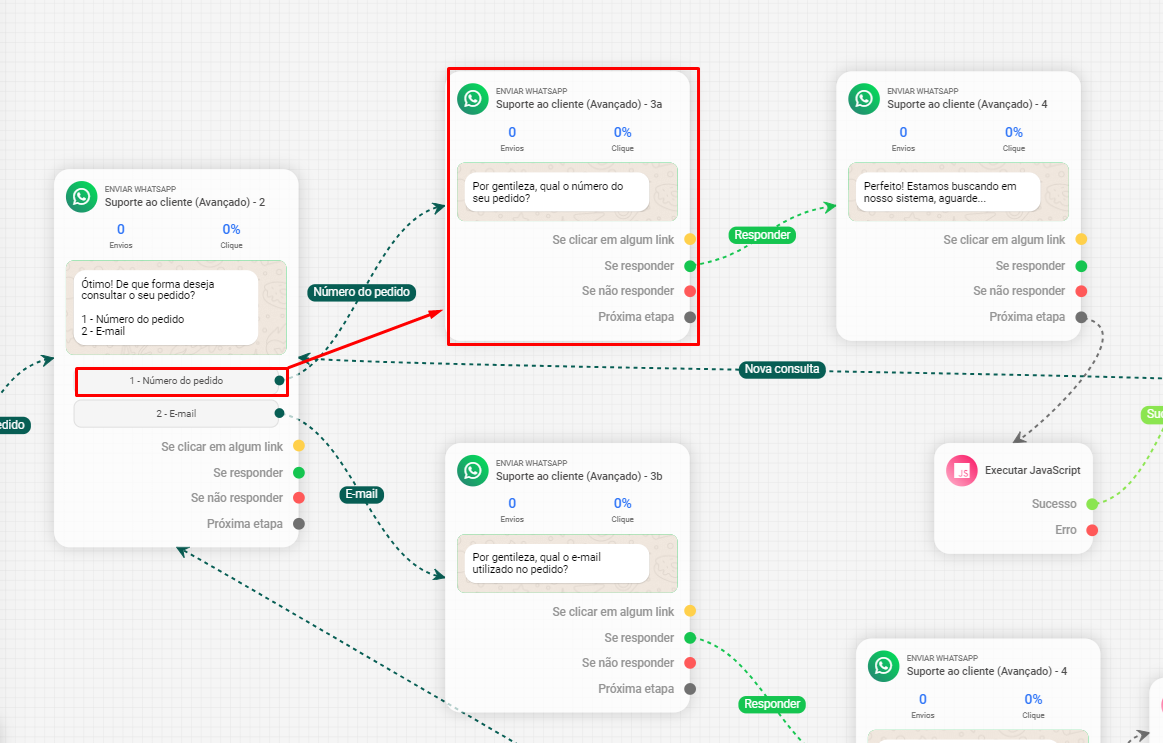 ENVIAR WHATSAPP
Suporte ao cliente (Avançado) - 3a
0
0%
Envios
Clique
Por gentileza, qual o número do
seu pedido?
Se clicar em algum link
Se responder
Se não responder
Próxima etapa
Responder
ENVIAR WHATSAPP
Suporte ao cliente (Avançado) - 4
0
0%
Envios
Clique
Perfeito! Estamos buscando em
nosso sistema, aguarde...
Se clicar em algum link
Se responder
Se não responder
Próxima etapa
ENVIAR WHATSAPP
Suporte ao cliente (Avançado) - 2
0
0%
Envios
Clique
Ótimo! De que forma deseja
consultar o seu pedido?
1 - Número do pedido
2 - E-mail
1 - Número do pedido
2 - E-mail
Se clicar em algum link
Se responder
Se não responder
Próxima etapa
Número do pedido
Nova consulta
E-mail
ENVIAR WHATSAPP
Suporte ao cliente (Avançado) - 3b
0
0%
Envios
Clique
Por gentileza, qual o e-mail
utilizado no pedido?
Se clicar em algum link
Se responder
Se não responder
Próxima etapa
Responder
JS
Executar JavaScript
Sucesso
Erro
ENVIAR WHATSAPP
Suporte ao cliente (Avançado) - 4
0
0%
Envios
Clique